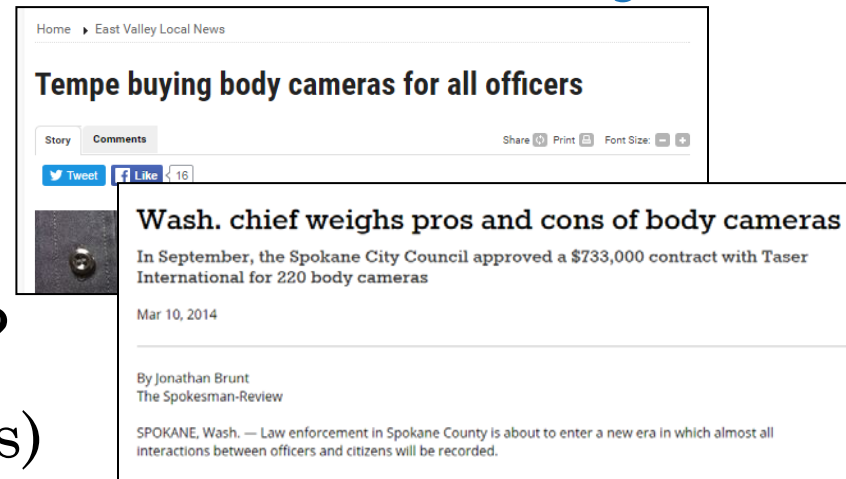 Home ▸ East Valley Local News
Tempe buying body cameras for all officers
Story Comments
Share Print Font Size: - +
Tweet Like 16
Wash. chief weighs pros and cons of body cameras
In September, the Spokane City Council approved a $733,000 contract with Taser
International for 220 body cameras
Mar 10, 2014
?
By Jonathan Brunt
The Spokesman-Review
s)
SPOKANE, Wash. — Law enforcement in Spokane County is about to enter a new era in which almost all
interactions between officers and citizens will be recorded.